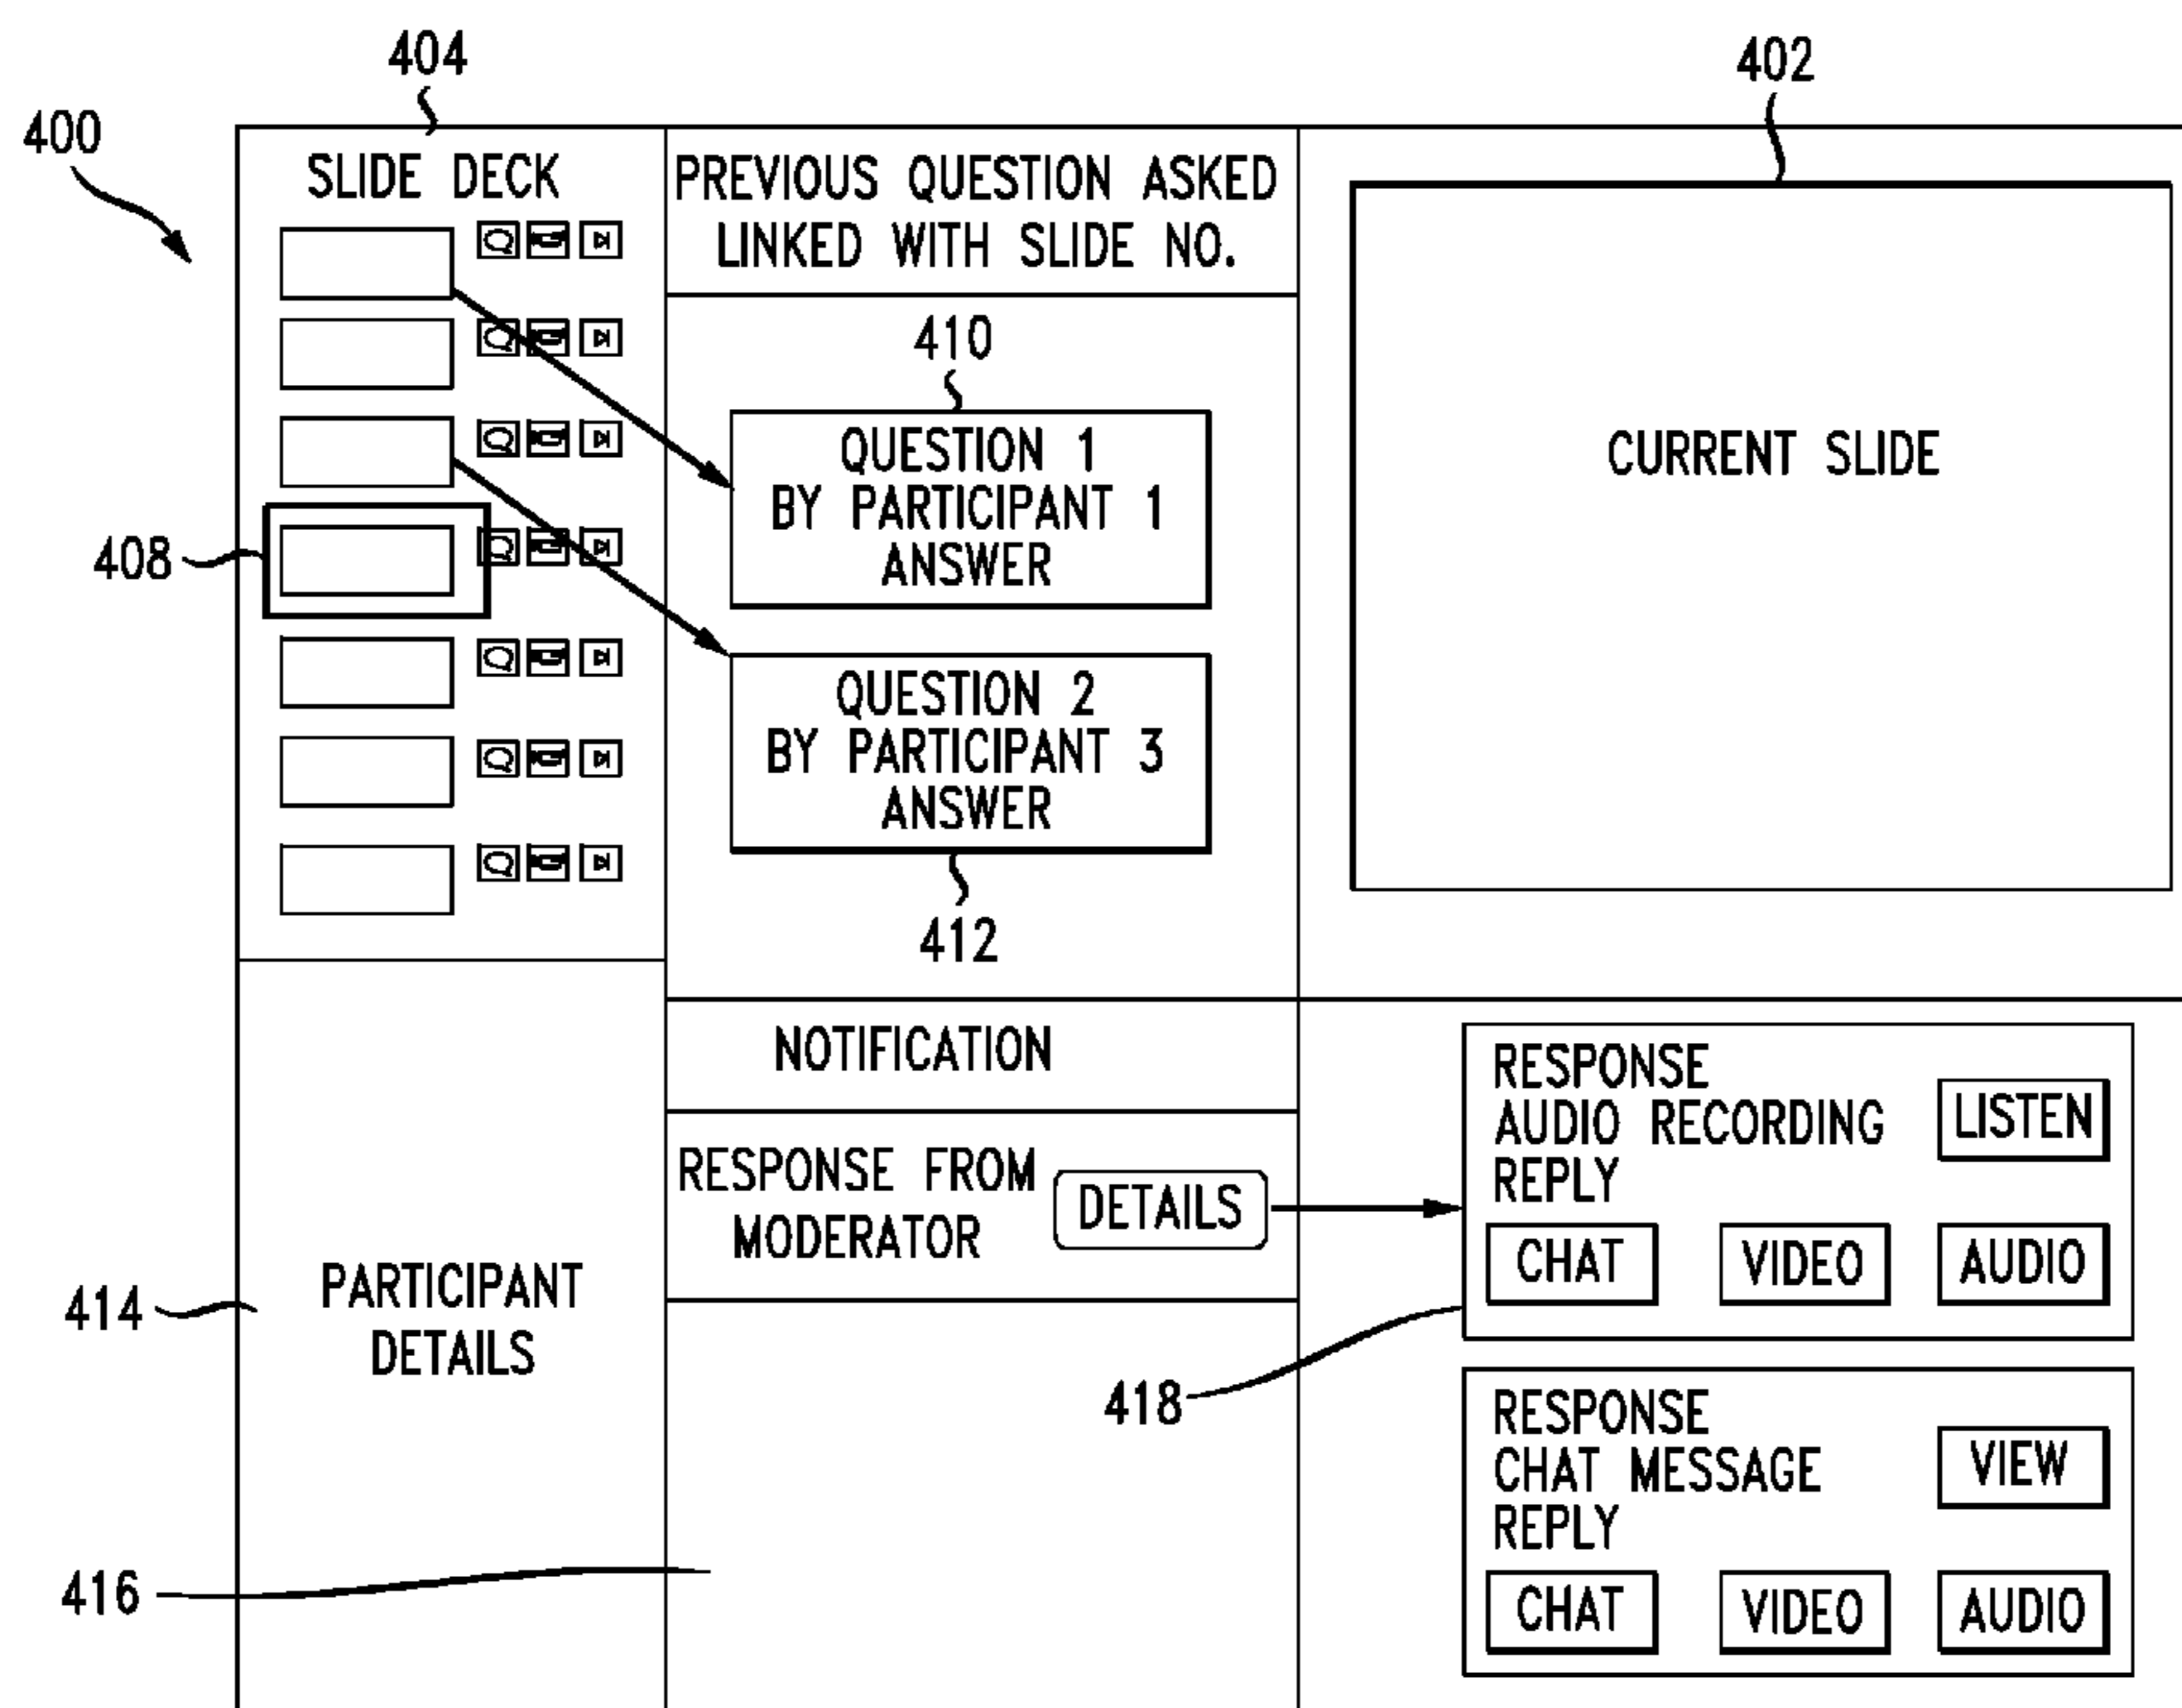 404
402
400
SLIDE DECK
PREVIOUS QUESTION ASKED
LINKED WITH SLIDE NO.
410
QUESTION 1
BY PARTICIPANT 1
ANSWER
CURRENT SLIDE
408
QUESTION 2
BY PARTICIPANT 3
ANSWER
412
NOTIFICATION
RESPONSE FROM
MODERATOR
DETAILS
RESPONSE
AUDIO RECORDING
REPLY
LISTEN
CHAT
VIDEO
AUDIO
414
PARTICIPANT
DETAILS
418
RESPONSE
CHAT MESSAGE
REPLY
VIEW
CHAT
VIDEO
AUDIO
416